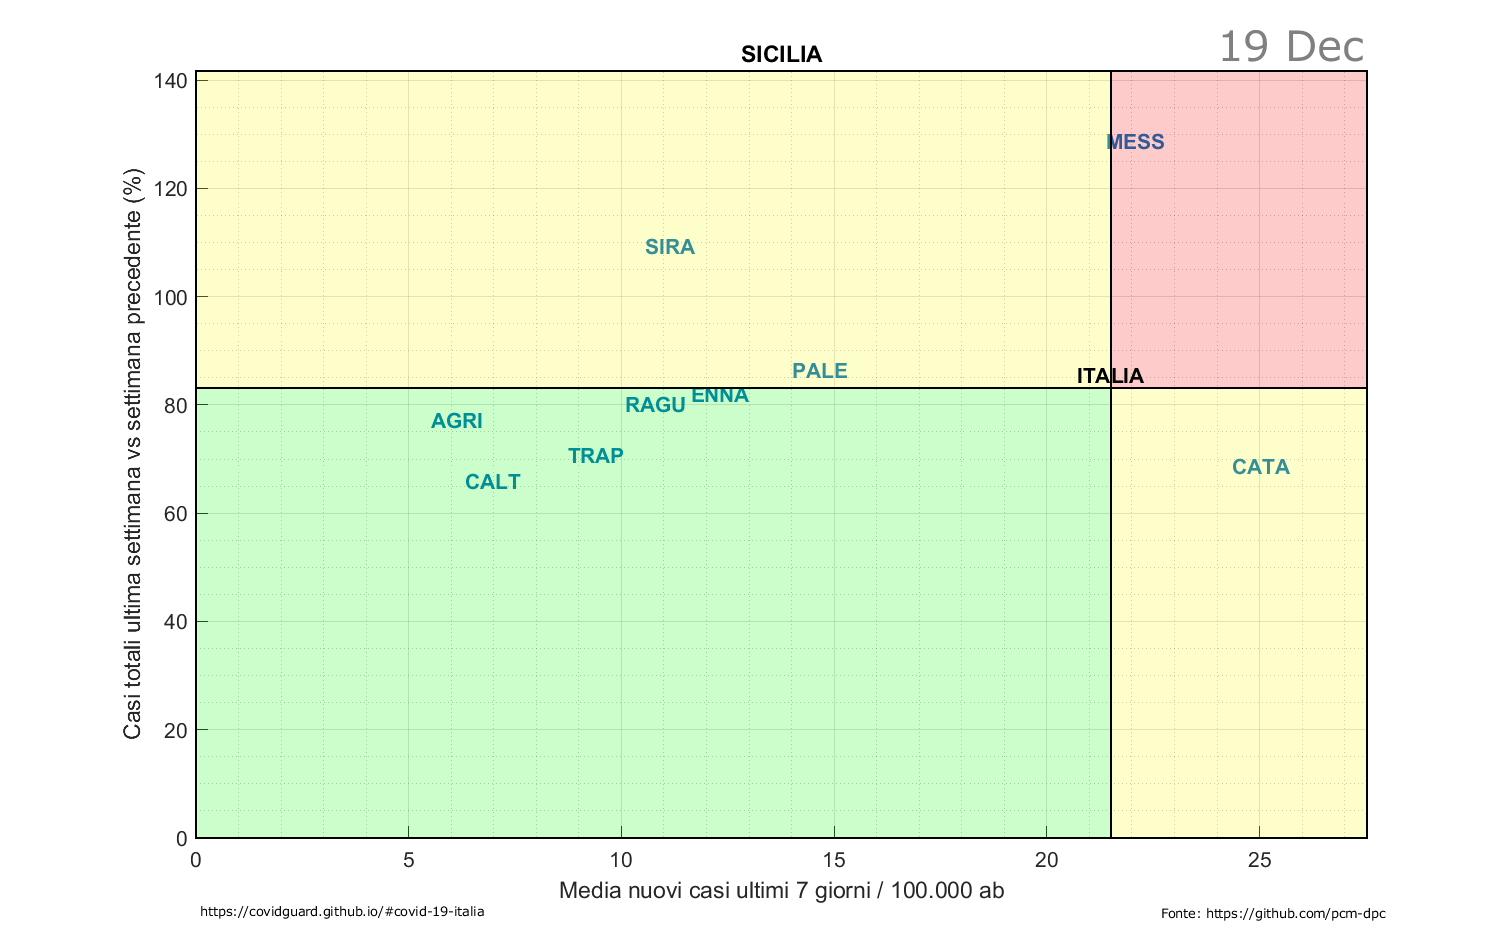 19 Dec
SICILIA
140
120
100
80
60
40
20
0
Casi totali ultima settimana vs settimana precedente (%)
MESS
SIRA
PALE
ITALIA
ENNA
RAGU
AGRI
TRAP
CATA
CALT
0 5 10 15 20 25
Media nuovi casi ultimi 7 giorni / 100.000 ab
https://covidguard.github.io/#covid-19-italia
Fonte: https://github.com/pcm-dpc